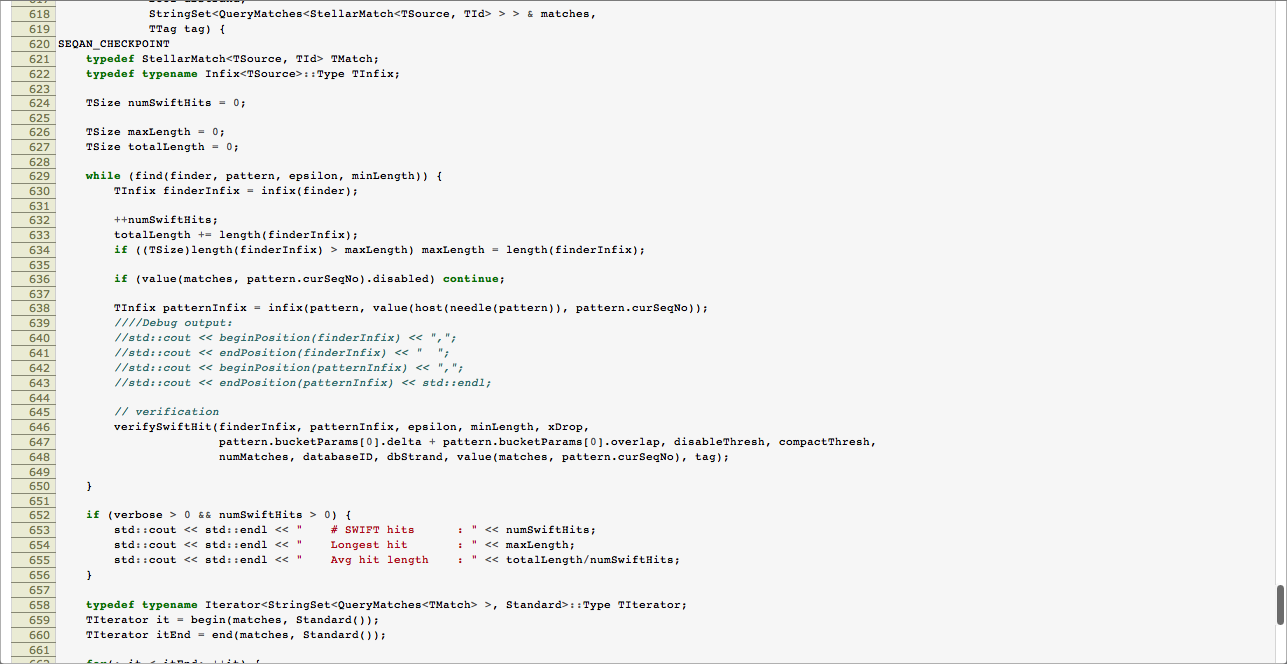 618 StringSet<QueryMatches<StellarMatch<TSource, TId> > > & matches,
619 TTag tag) {
620 SEQAN_CHECKPOINT
621 typedef StellarMatch<TSource, TId> TMatch;
622 typedef typename Infix<TSource>::Type TInfix;
623
624 TSize numSwiftHits = 0;
625
626 TSize maxLength = 0;
627 TSize totalLength = 0;
628
629 while (find(finder, pattern, epsilon, minLength)) {
630 TInfix finderInfix = infix(finder);
631
632 ++numSwiftHits;
633 totalLength += length(finderInfix);
634 if ((TSize)length(finderInfix) > maxLength) maxLength = length(finderInfix);
635
636 if (value(matches, pattern.curSeqNo).disabled) continue;
637
638 TInfix patternInfix = infix(pattern, value(host(needle(pattern)), pattern.curSeqNo));
639 ////Debug output:
640 //std::cout << beginPosition(finderInfix) << ",";
641 //std::cout << endPosition(finderInfix) << "  ";
642 //std::cout << beginPosition(patternInfix) << ",";
643 //std::cout << endPosition(patternInfix) << std::endl;
644
645 // verification
646 verifySwiftHit(finderInfix, patternInfix, epsilon, minLength, xDrop,
647 pattern.bucketParams[0].delta + pattern.bucketParams[0].overlap, disableThresh, compactThresh,
648 numMatches, databaseID, dbStrand, value(matches, pattern.curSeqNo), tag);
649
650 }
651
652 if (verbose > 0 && numSwiftHits > 0) {
653 std::cout << std::endl << "    # SWIFT hits      : " << numSwiftHits;
654 std::cout << std::endl << "    Longest hit       : " << maxLength;
655 std::cout << std::endl << "    Avg hit length    : " << totalLength/numSwiftHits;
656 }
657
658 typedef typename Iterator<StringSet<QueryMatches<TMatch> >, Standard>::Type TIterator;
659 TIterator it = begin(matches, Standard());
660 TIterator itEnd = end(matches, Standard());
661
662 for(; it < itEnd; ++it) {